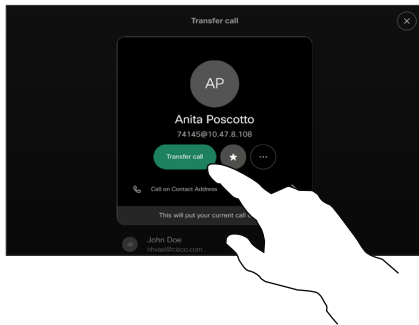 Transfer call
AP
Anita Poscotto
74145@10.47.8.108
Transfer call
Call on Contact Address
This will put your current call
John Doe